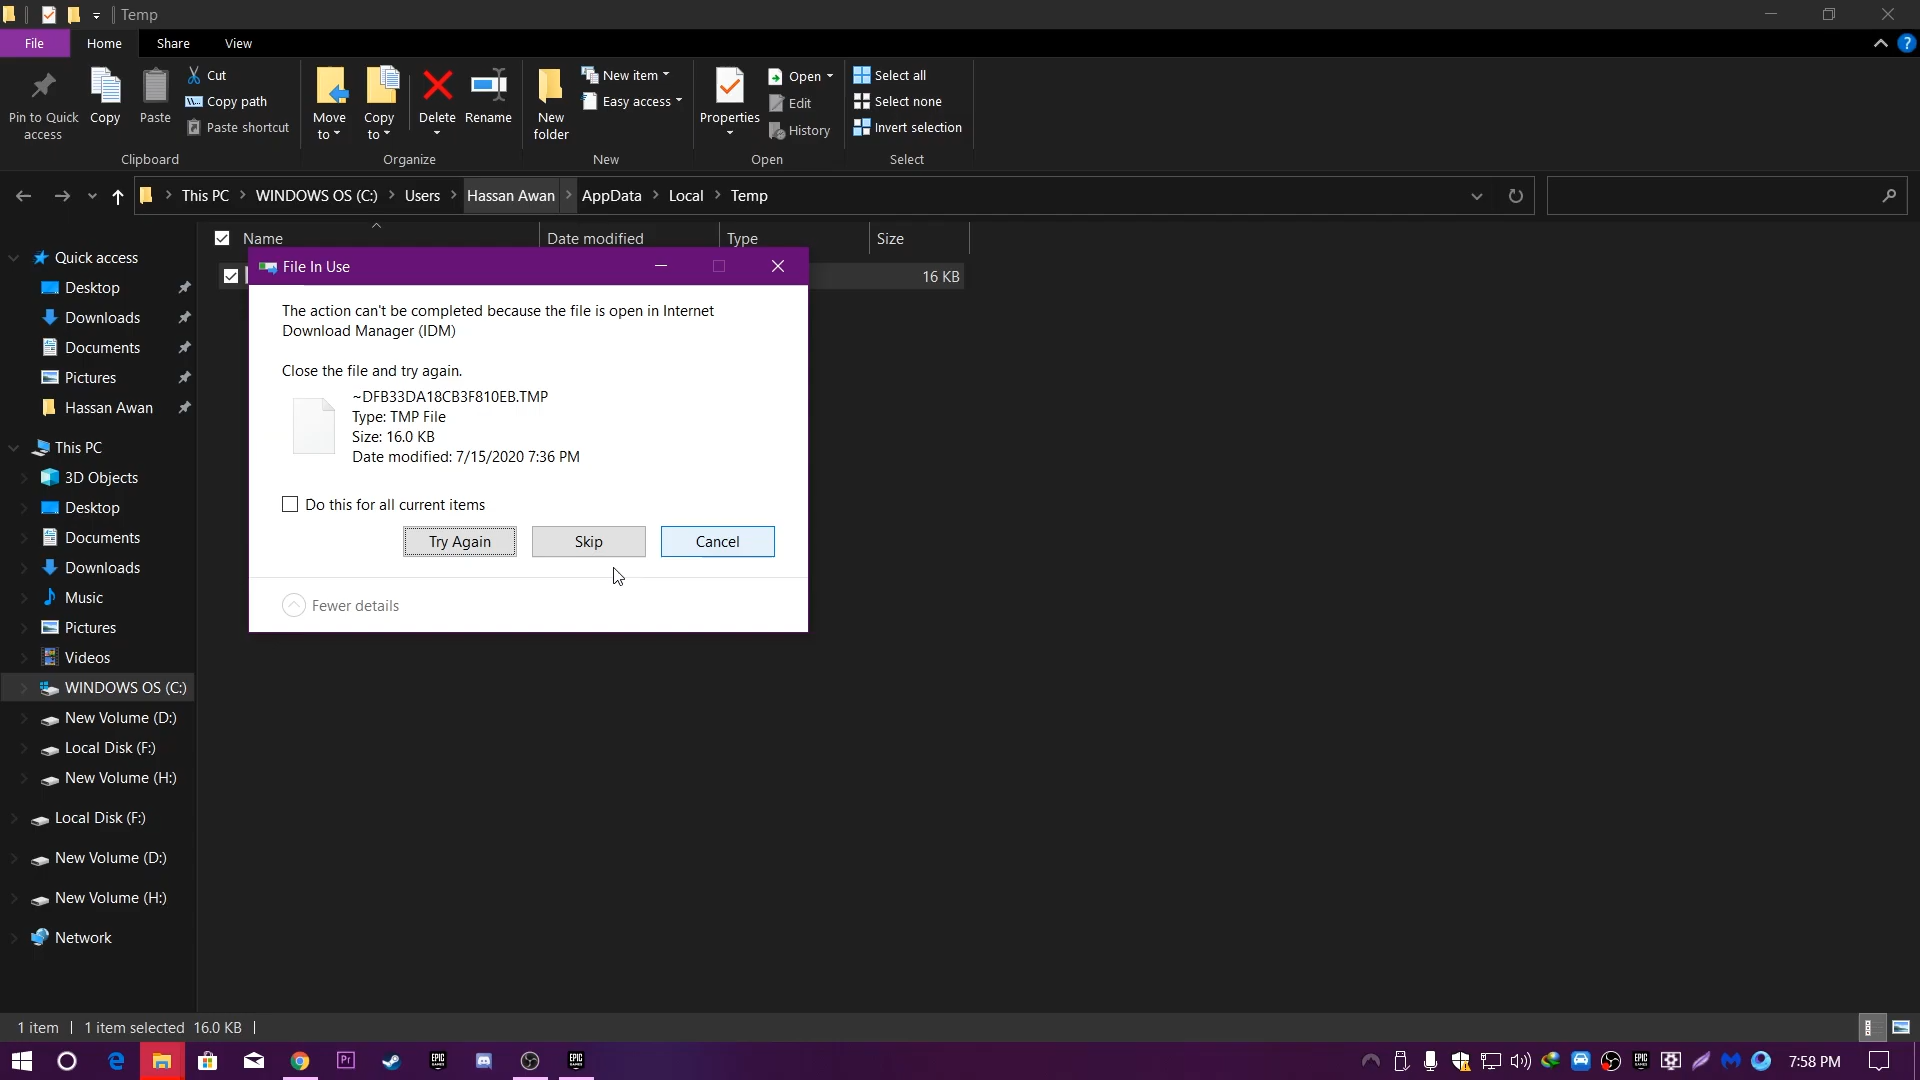 Temp
File
Home
Share
View
Pin to Quick
access
Copy
Paste
Cut
Copy path
Paste shortcut
Clipboard
Move
to
Copy
to
Delete
Rename
Organize
New
folder
New item
Easy access
New
Properties
Open
Edit
History
Open
Select all
Select none
Invert selection
Select
This PC
WINDOWS OS (C:)
Users
Hassan Awan
AppData
Local
Temp
Name
Date modified
Type
Size
16 KB
Quick access
Desktop
Downloads
Documents
Pictures
Hassan Awan
This PC
3D Objects
Desktop
Documents
Downloads
Music
Pictures
Videos
WINDOWS OS (C:)
New Volume (D:)
Local Disk (F:)
New Volume (H:)
Local Disk (F:)
New Volume (D:)
New Volume (H:)
Network
File In Use
The action can't be completed because the file is open in Internet
Download Manager (IDM)
Close the file and try again.
~DFB33DA18CB3F810EB.TMP
Type: TMP File
Size: 16.0 KB
Date modified: 7/15/2020 7:36 PM
Do this for all current items
Try Again
Skip
Cancel
Fewer details
1 item
1 item selected 16.0 KB
Pr
EPIC
EPIC
EPIC
7:58 PM